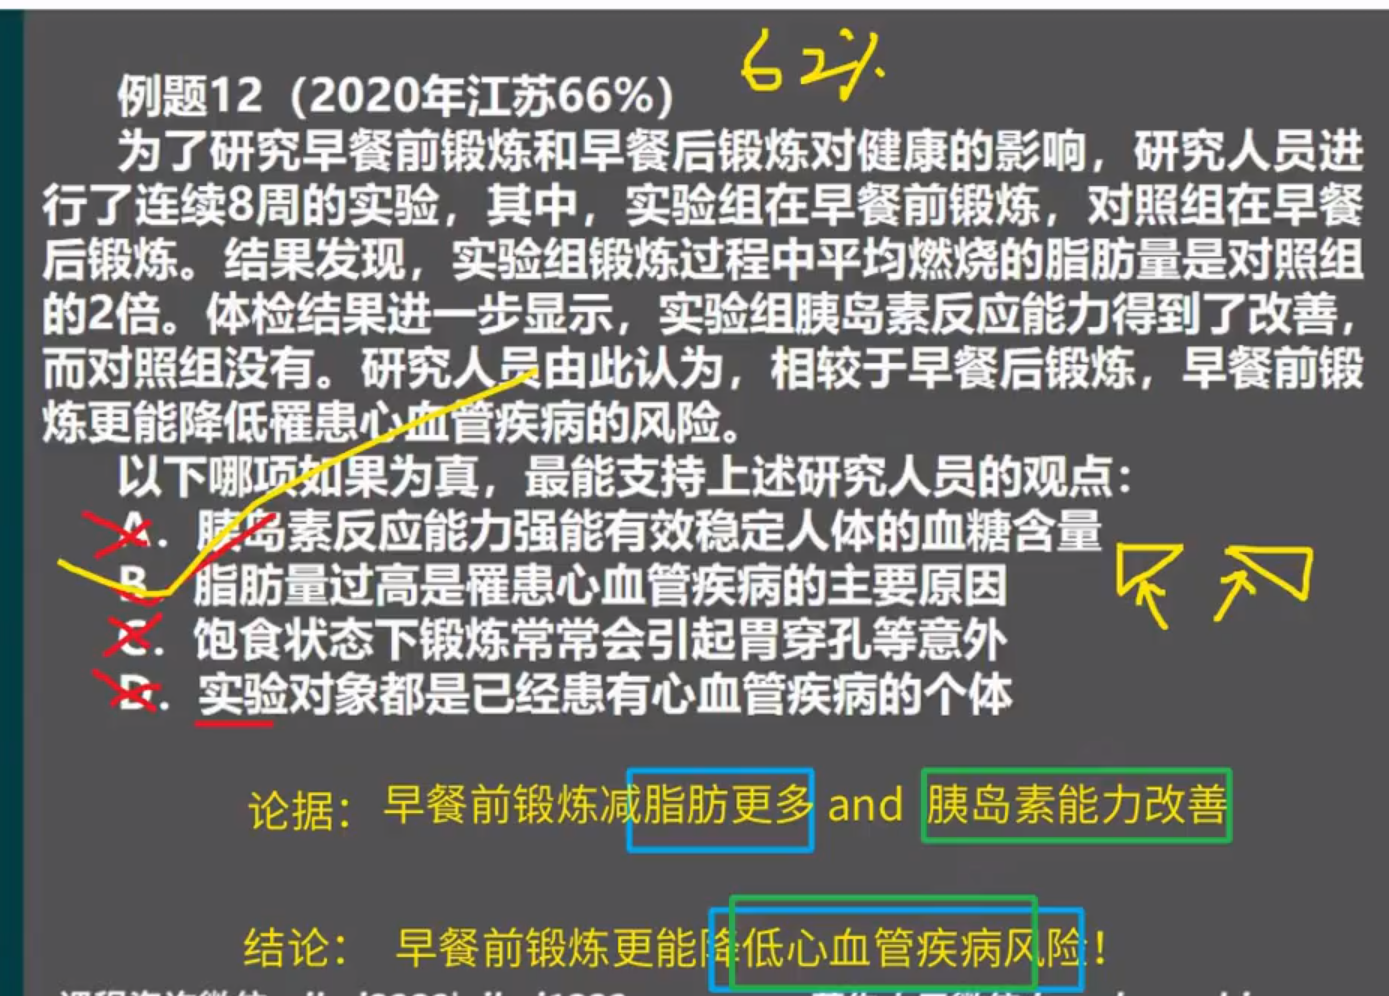 62%
例题12（2020年江苏66%）
为了研究早餐前锻炼和早餐后锻炼对健康的影响，研究人员进
行了连续8周的实验，其中，实验组在早餐前锻炼，对照组在早餐
后锻炼。结果发现，实验组锻炼过程中平均燃烧的脂肪量是对照组
的2倍。体检结果进一步显示，实验组胰岛素反应能力得到了改善，
而对照组没有。研究人员由此认为，相较于早餐后锻炼，早餐前锻
炼更能降低罹患心血管疾病的风险。
以下哪项如果为真，最能支持上述研究人员的观点：
A．胰岛素反应能力强能有效稳定人体的血糖含量
B．脂肪量过高是罹患心血管疾病的主要原因
C．饱食状态下锻炼常常会引起胃穿孔等意外
D．实验对象都是已经患有心血管疾病的个体
论据： 早餐前锻炼减脂肪更多 and 胰岛素能力改善
结论： 早餐前锻炼更能降低心血管疾病风险！